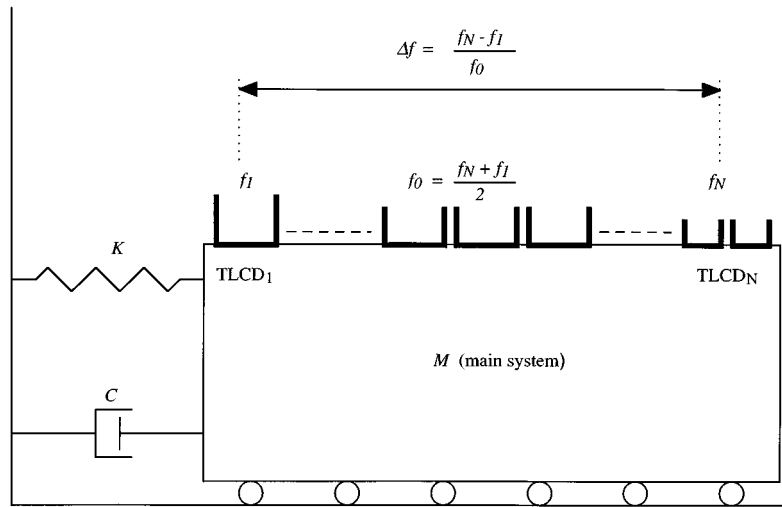 Δf = (f_N - f_1) / f_0
f_1
f_0 = (f_N + f_1) / 2
f_N
K
TLCD_1
TLCD_N
M (main system)
C